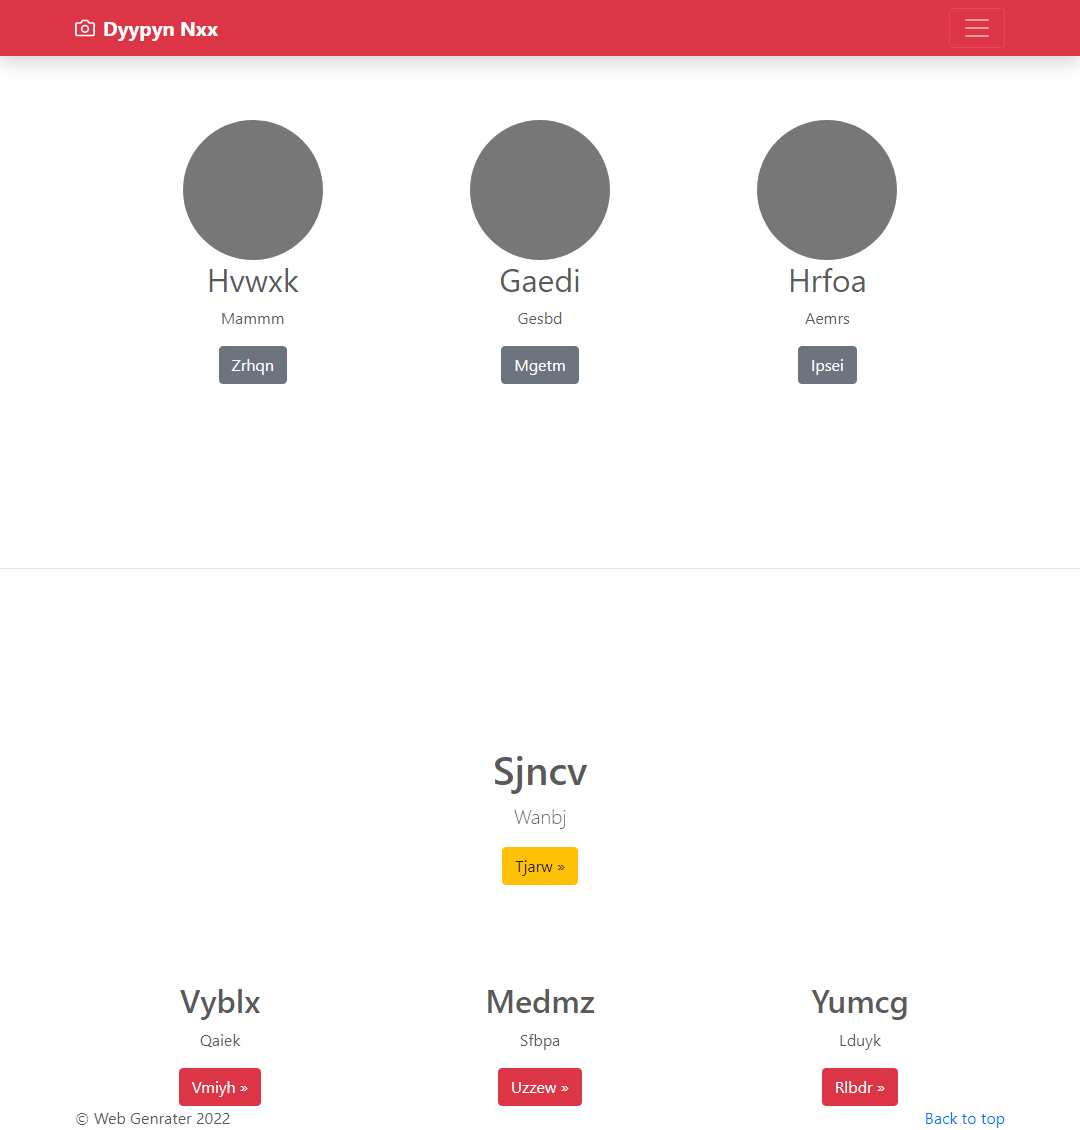 Dyypyn Nxx
Hvwxk Gaedi Hrfoa
Mammm Gesbd Aemrs
Zrhqn Mgetm Ipsei
Sjncv
Wanbj
Tjarw »
Vyblx Medmz Yumcg
Qaiek Sfbpa Lduyk
Vmiyh » Uzzew » Rlbdr »
© Web Genrater 2022 Back to top